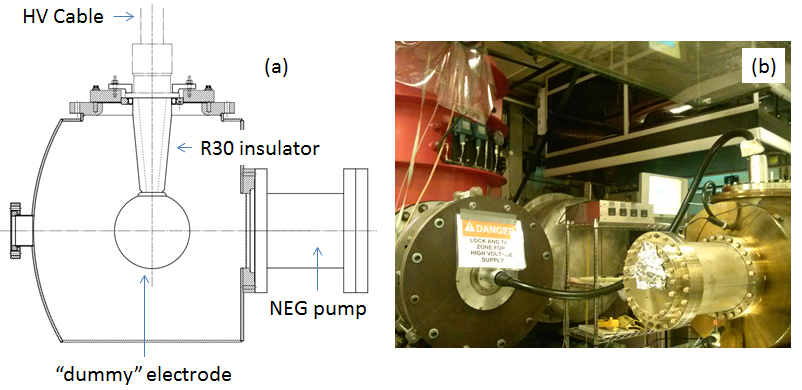 HV Cable
(a)
R30 insulator
NEG pump
“dummy” electrode
(b)
DANGER
LOCK AND TAG
ZONE FOR
HIGH VOLTAGE
SUPPLY